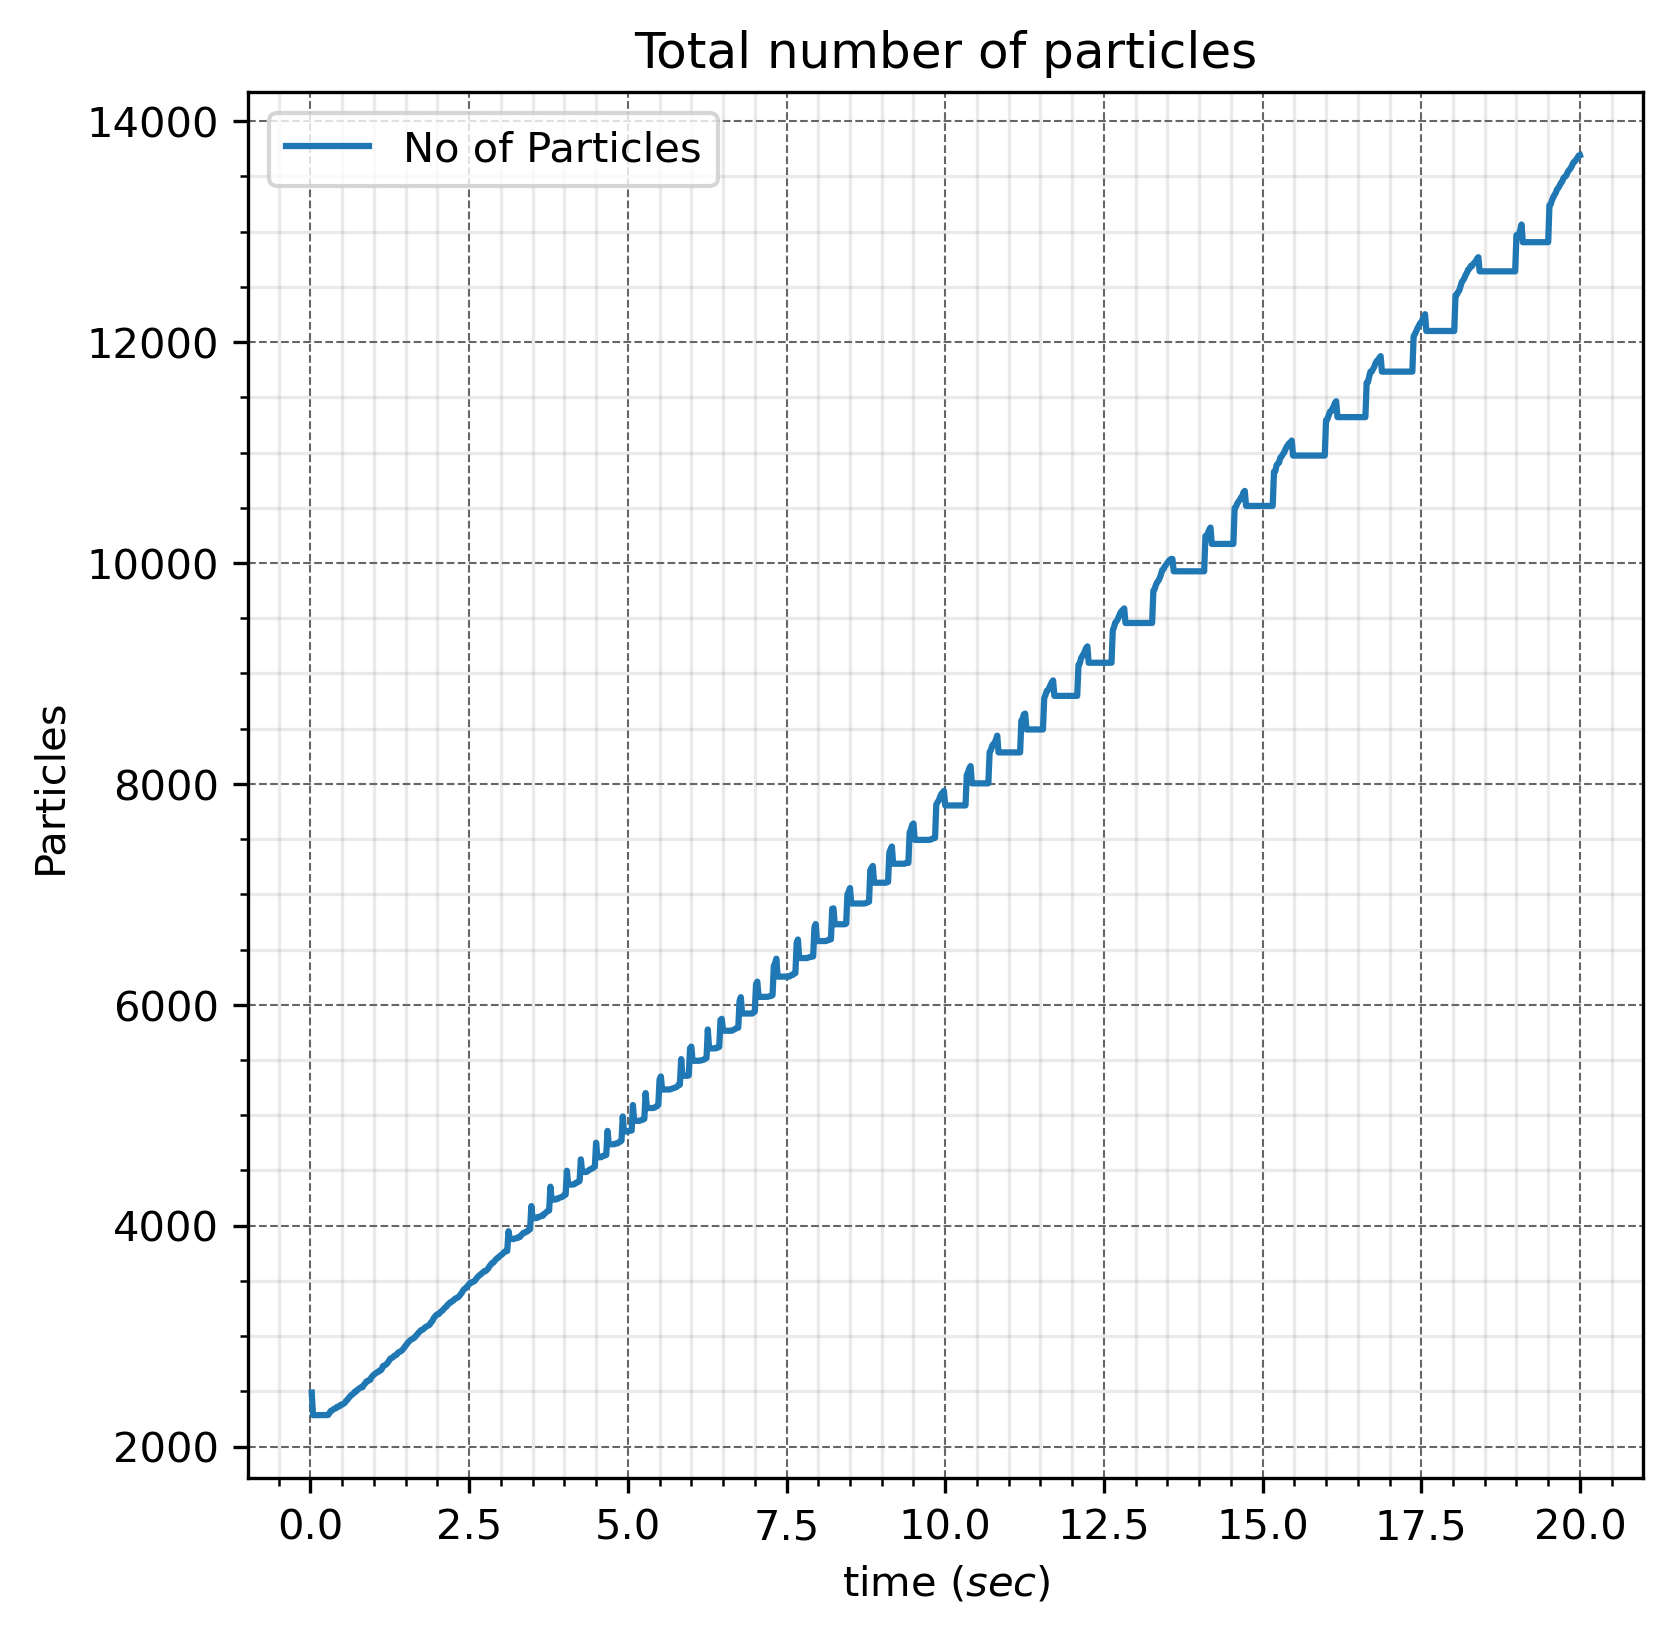 Total number of particles
No of Particles
14000
12000
10000
8000
6000
4000
2000
Particles
0.0 2.5 5.0 7.5 10.0 12.5 15.0 17.5 20.0
time (sec)